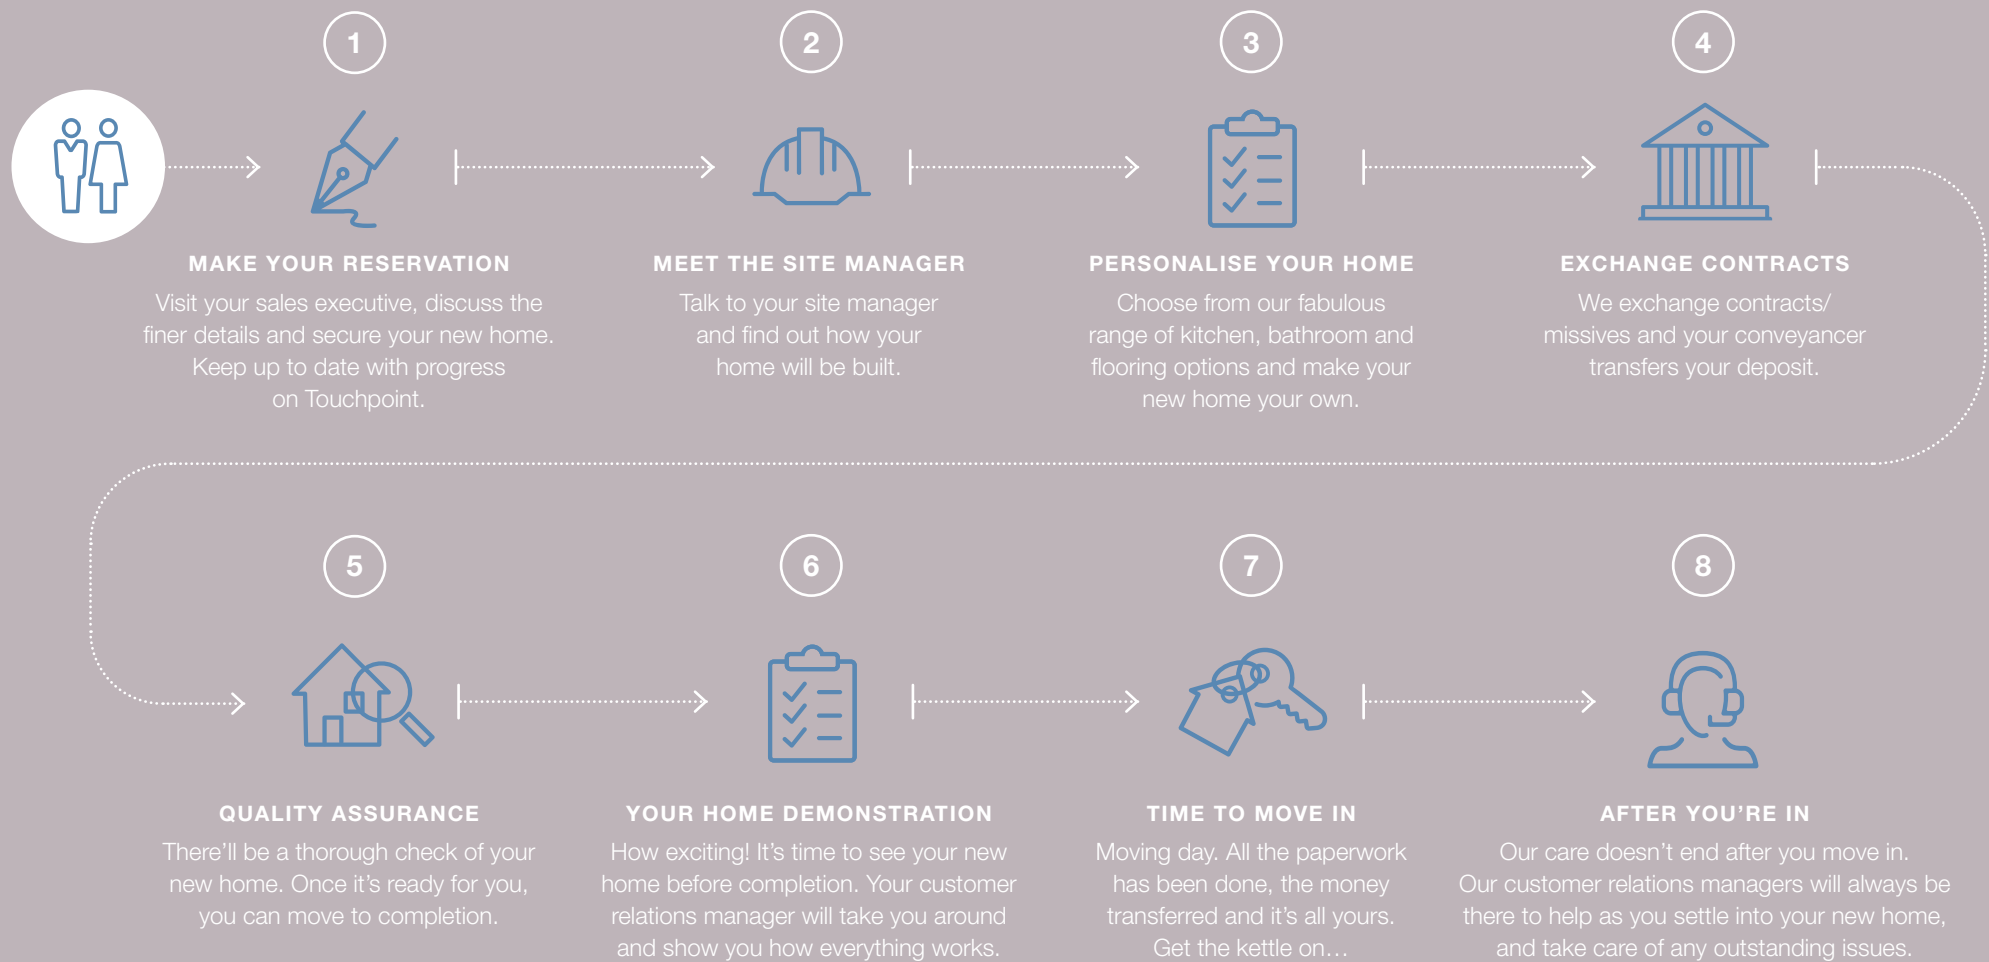 1
MAKE YOUR RESERVATION
Visit your sales executive, discuss the
finer details and secure your new home.
Keep up to date with progress
on Touchpoint.
2
MEET THE SITE MANAGER
Talk to your site manager
and find out how your
home will be built.
3
PERSONALISE YOUR HOME
Choose from our fabulous
range of kitchen, bathroom and
flooring options and make your
new home your own.
4
EXCHANGE CONTRACTS
We exchange contracts/
missives and your conveyancer
transfers your deposit.
5
QUALITY ASSURANCE
There’ll be a thorough check of your
new home. Once it’s ready for you,
you can move to completion.
6
YOUR HOME DEMONSTRATION
How exciting! It’s time to see your new
home before completion. Your customer
relations manager will take you around
and show you how everything works.
7
TIME TO MOVE IN
Moving day. All the paperwork
has been done, the money
transferred and it’s all yours.
Get the kettle on…
8
AFTER YOU’RE IN
Our care doesn’t end after you move in.
Our customer relations managers will always be
there to help as you settle into your new home,
and take care of any outstanding issues.